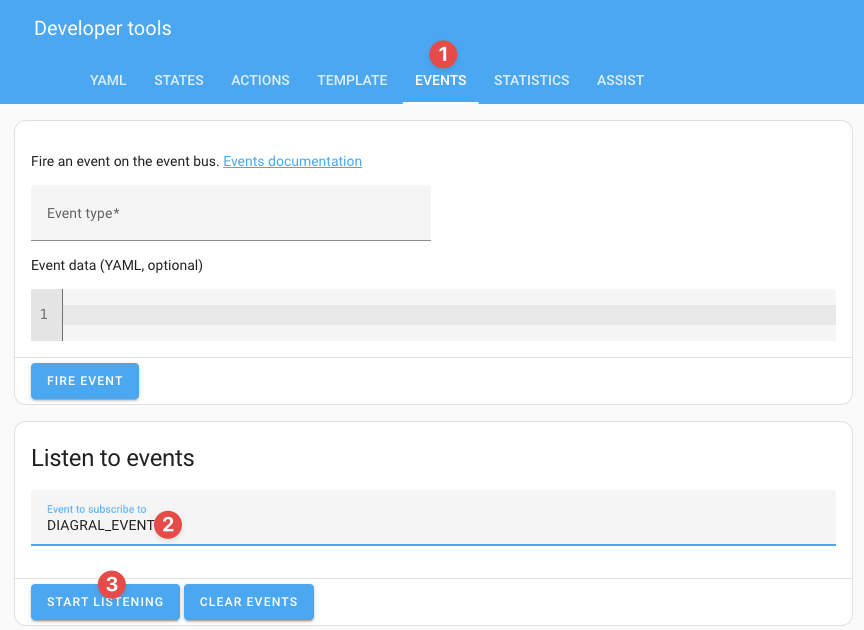 Developer tools
1
YAML STATES ACTIONS TEMPLATE EVENTS STATISTICS ASSIST
Fire an event on the event bus. Events documentation
Event type*
Event data (YAML, optional)
1
FIRE EVENT
Listen to events
Event to subscribe to
DIAGRAL_EVENT 2
3
START LISTENING CLEAR EVENTS